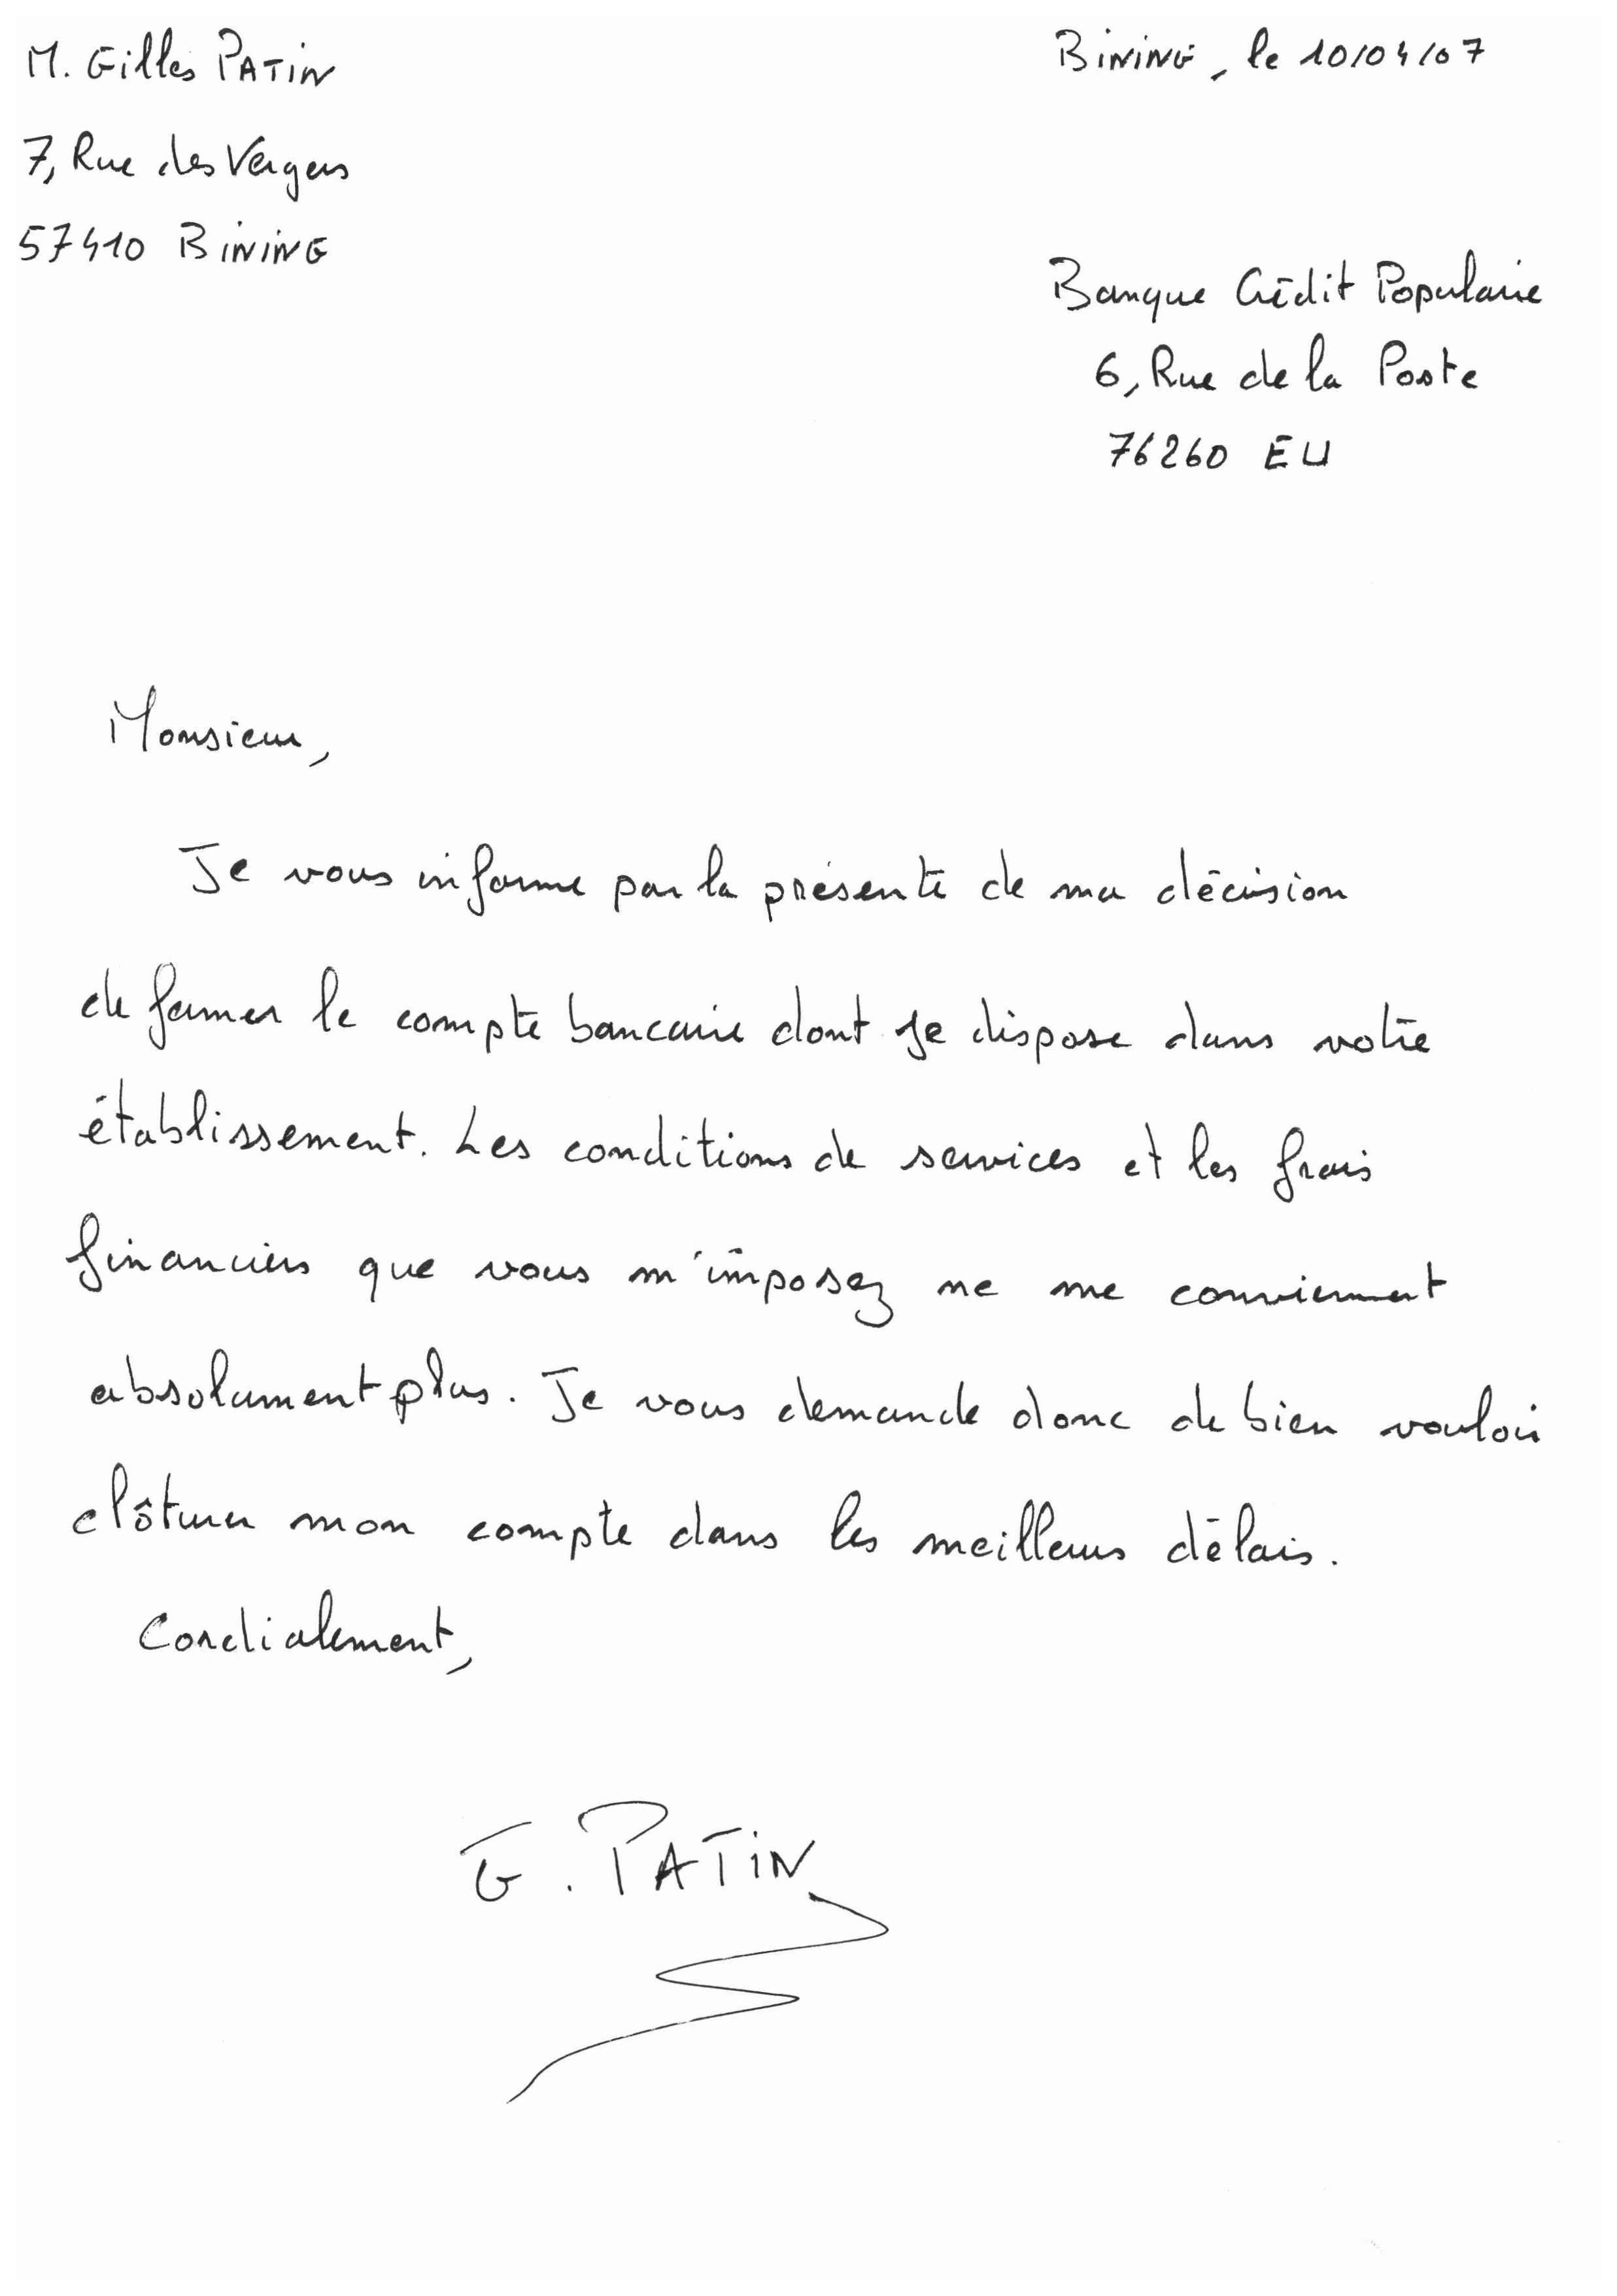 M. Gilles PATIN
7, Rue des Vergers
57410 BINING
BINING, le 10/04/07
Banque Crédit Populaire
6, Rue de la Poste
76260 EU
Monsieur,
Je vous informe par la présente de ma décision
de fermer le compte bancaire dont je dispose dans votre
établissement. Les conditions de services et les frais
financiers que vous m'imposez ne me conviennent
absolument plus. Je vous demande donc de bien vouloir
clôturer mon compte dans les meilleurs délais.
Cordialement,
G. PATIN